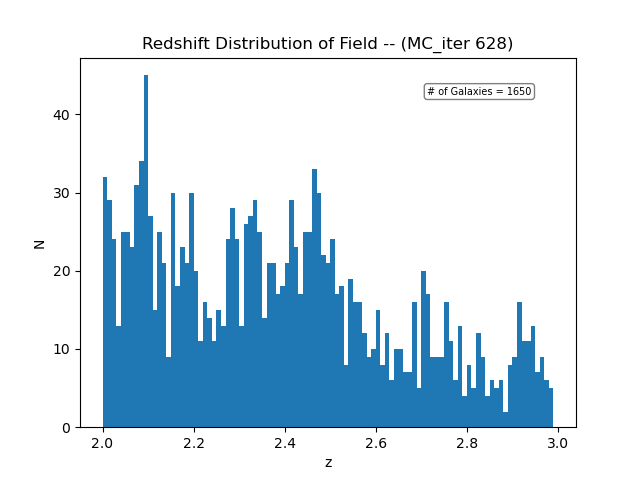 Redshift Distribution of Field -- (MC_iter 628)
# of Galaxies = 1650
N
40
30
20
10
0
2.0 2.2 2.4 2.6 2.8 3.0
z